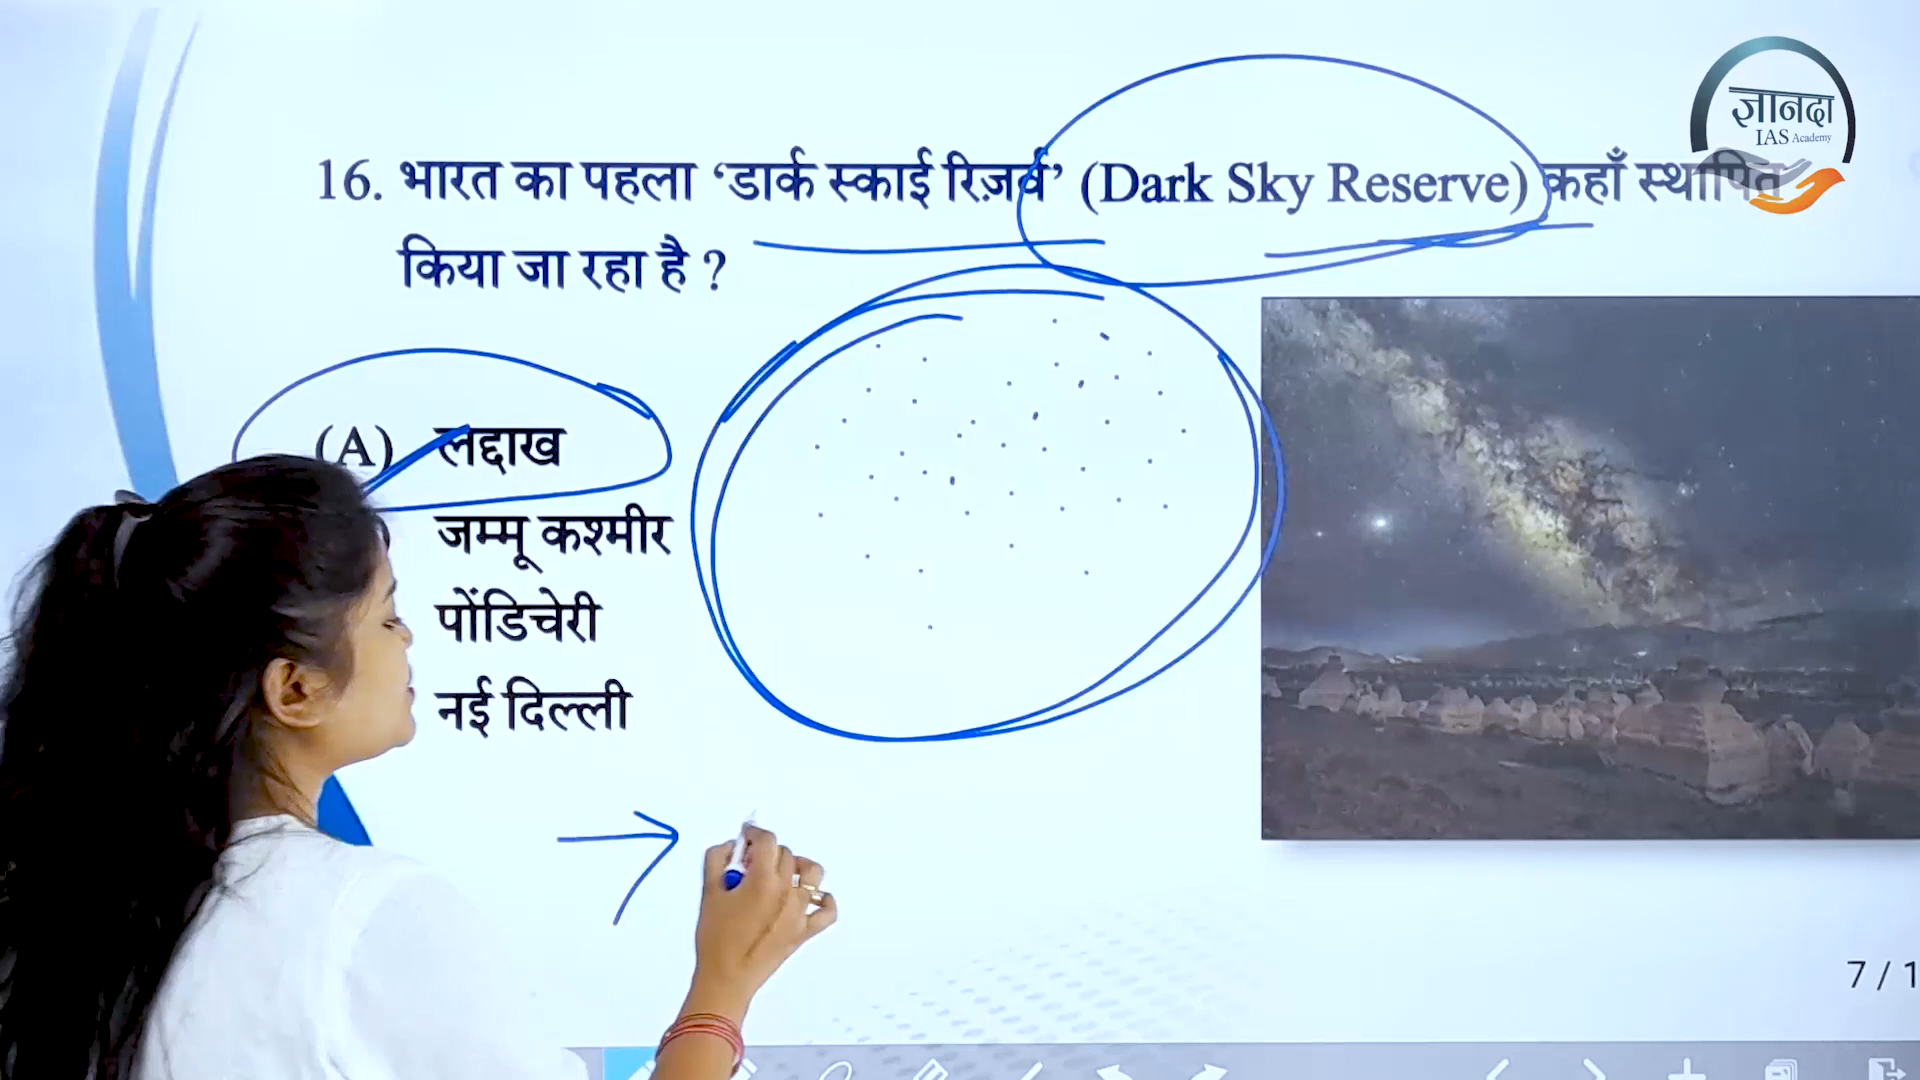 ज्ञानदा
IAS Academy
16. भारत का पहला ‘डार्क स्काई रिज़र्व’ (Dark Sky Reserve) कहाँ स्थापित
किया जा रहा है ?
(A) लद्दाख
जम्मू कश्मीर
पोंडिचेरी
नई दिल्ली
7 / 1